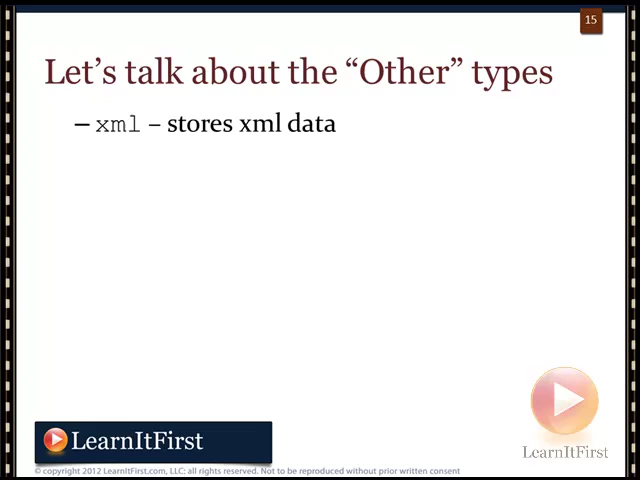 15
Let's talk about the “Other” types
– xml – stores xml data
LearnItFirst
LearnItFirst
© copyright 2012 LearnItFirst.com, LLC; all rights reserved. Not to be reproduced without prior written consent